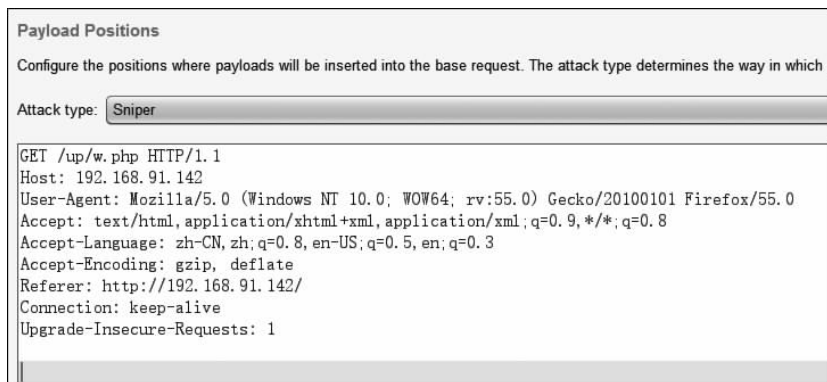 Payload Positions
Configure the positions where payloads will be inserted into the base request. The attack type determines the way in which
Attack type: Sniper
GET /up/w.php HTTP/1.1
Host: 192.168.91.142
User-Agent: Mozilla/5.0 (Windows NT 10.0; WOW64; rv:55.0) Gecko/20100101 Firefox/55.0
Accept: text/html,application/xhtml+xml,application/xml;q=0.9,*/*;q=0.8
Accept-Language: zh-CN,zh;q=0.8,en-US;q=0.5,en;q=0.3
Accept-Encoding: gzip, deflate
Referer: http://192.168.91.142/
Connection: keep-alive
Upgrade-Insecure-Requests: 1